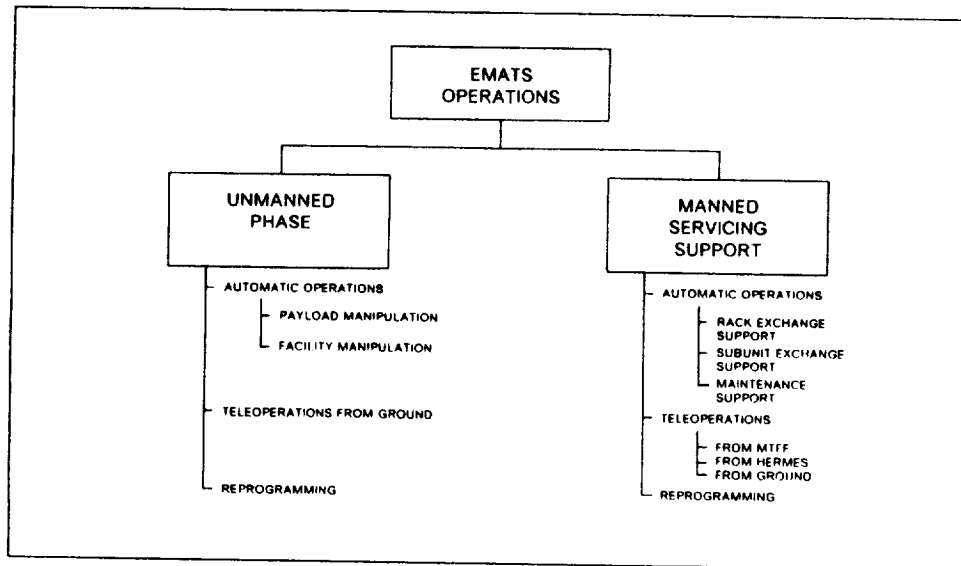 EMATS
OPERATIONS
UNMANNED
PHASE
AUTOMATIC OPERATIONS
PAYLOAD MANIPULATION
FACILITY MANIPULATION
TELEOPERATIONS FROM GROUND
REPROGRAMMING
MANNED
SERVICING
SUPPORT
AUTOMATIC OPERATIONS
RACK EXCHANGE
SUPPORT
SUBUNIT EXCHANGE
SUPPORT
MAINTENANCE
SUPPORT
TELEOPERATIONS
FROM MTFF
FROM HERMES
FROM GROUND
REPROGRAMMING